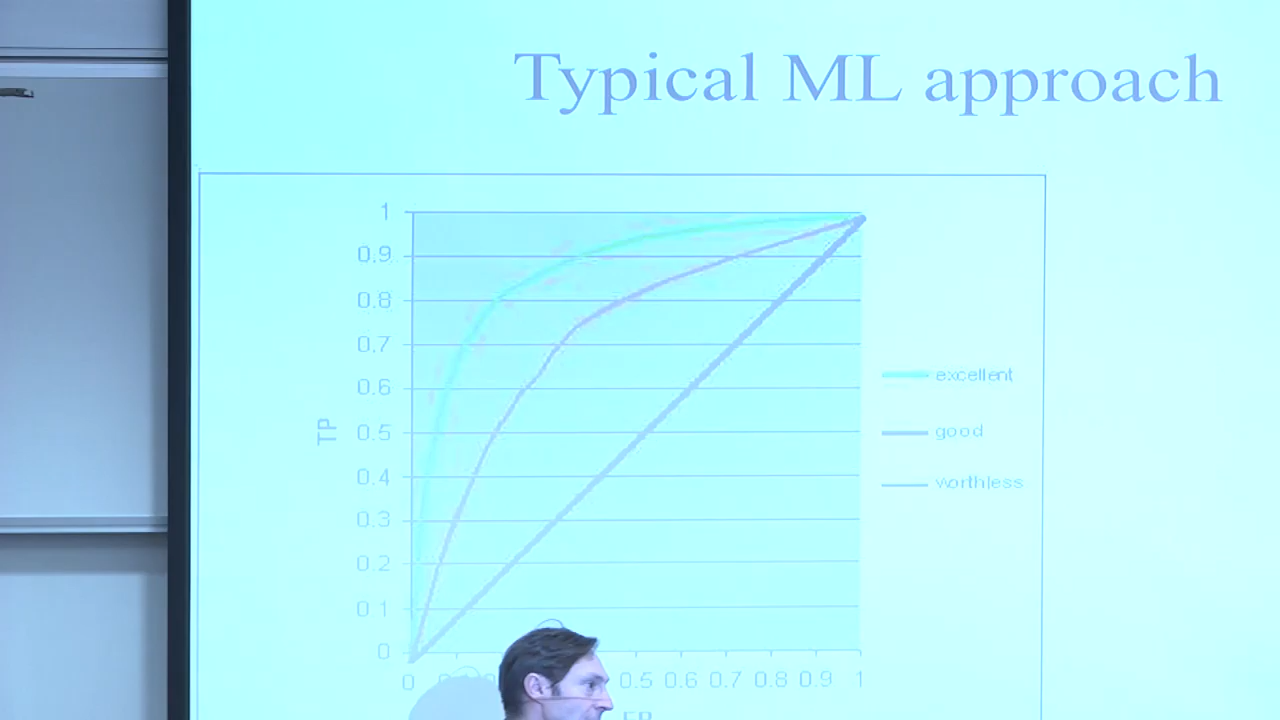 Typical ML approach
1
0.9
0.8
0.7
0.6
0.5
0.4
0.3
0.2
0 1
0
TP
excellent
good
worthless
0 0.5 0.6 0.7 0.8 0.9 1